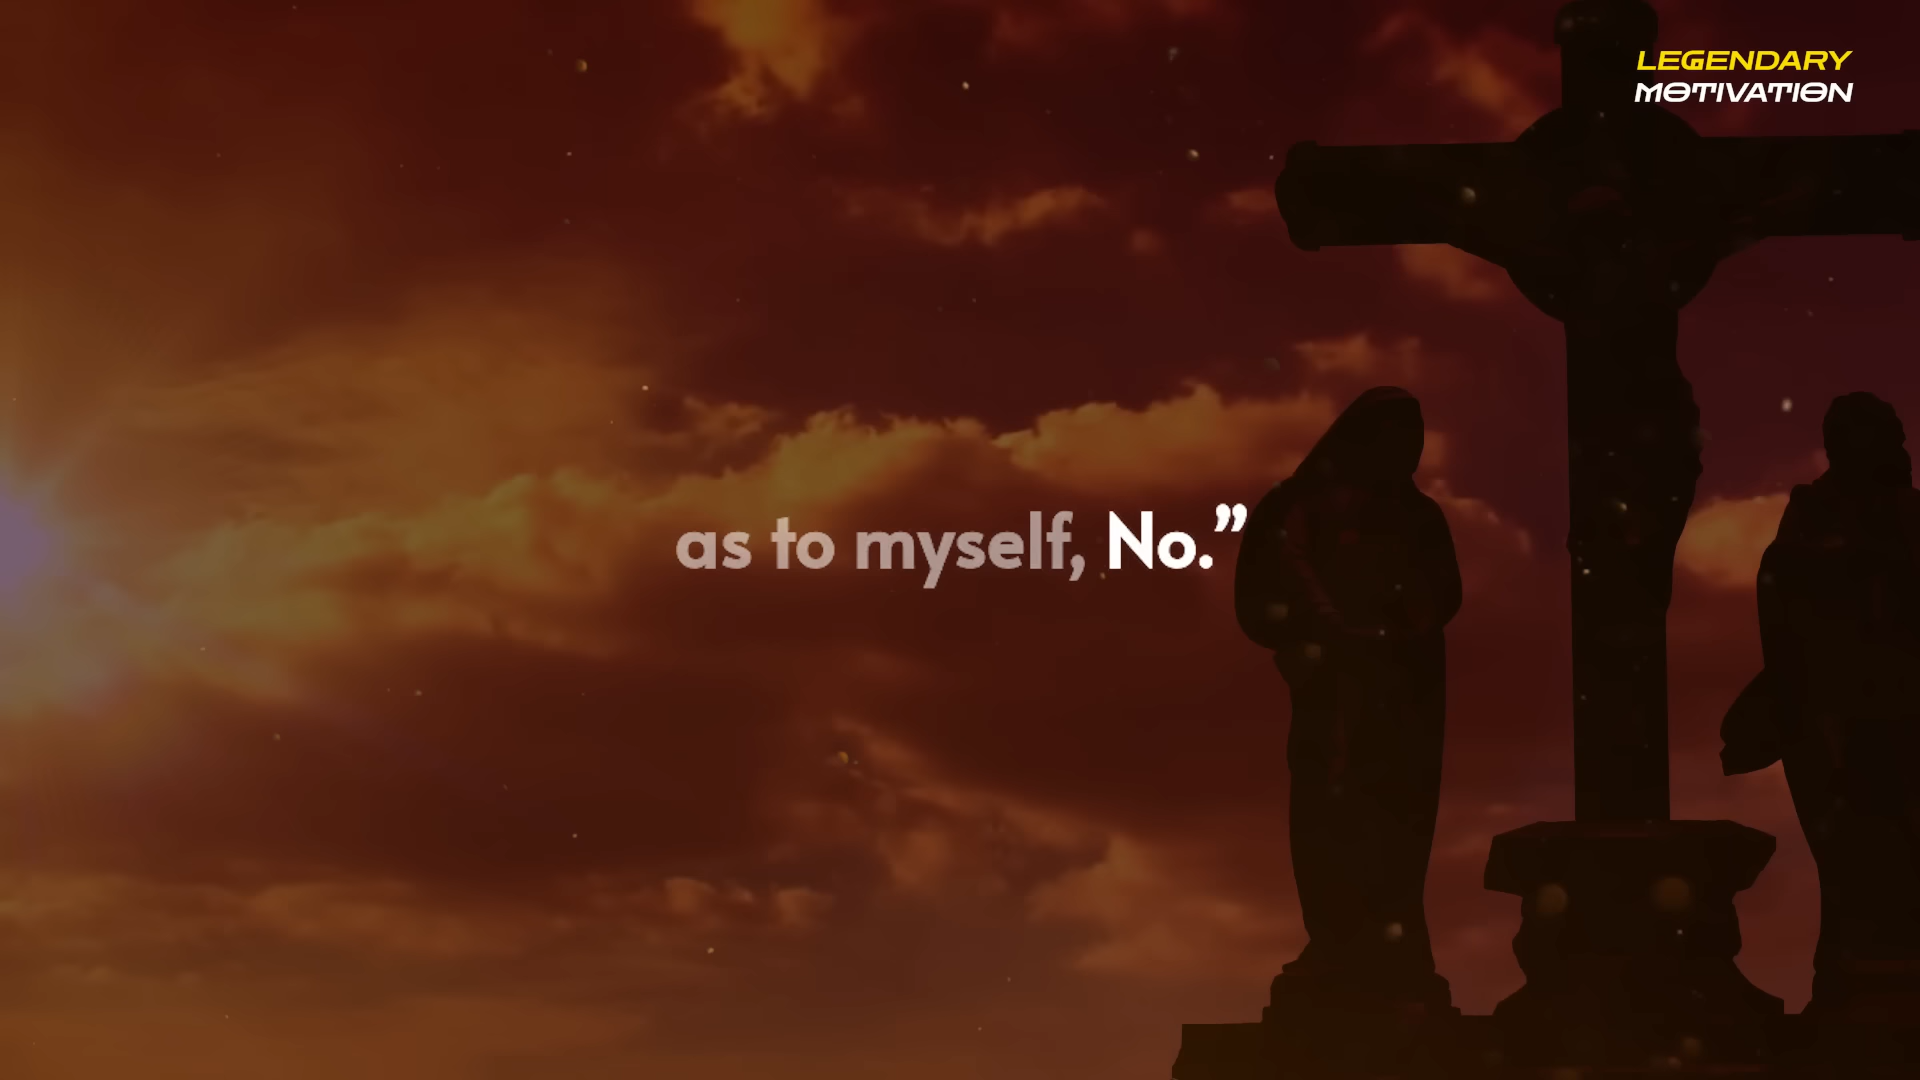 LEGENDARY
MOTIVATION
as to myself, No.”